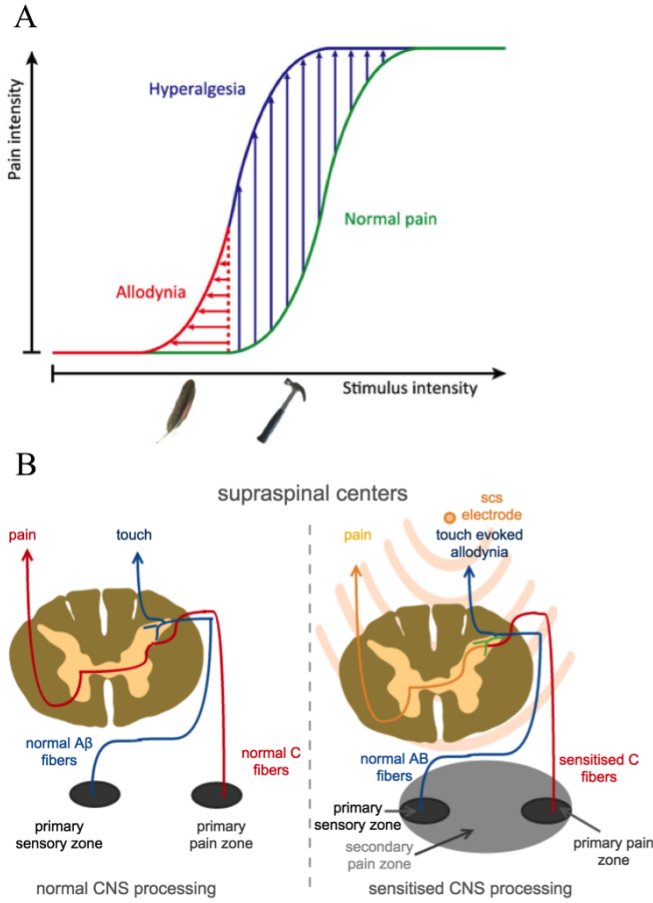 A
Pain intensity
Hyperalgesia
Normal pain
Allodynia
Stimulus intensity
B
supraspinal centers
pain
touch
normal Aβ
fibers
normal C
fibers
primary
sensory zone
primary
pain zone
normal CNS processing
scs
electrode
pain
touch evoked
allodynia
normal AB
fibers
sensitised C
fibers
primary
sensory zone
secondary
pain zone
primary pain
zone
sensitised CNS processing